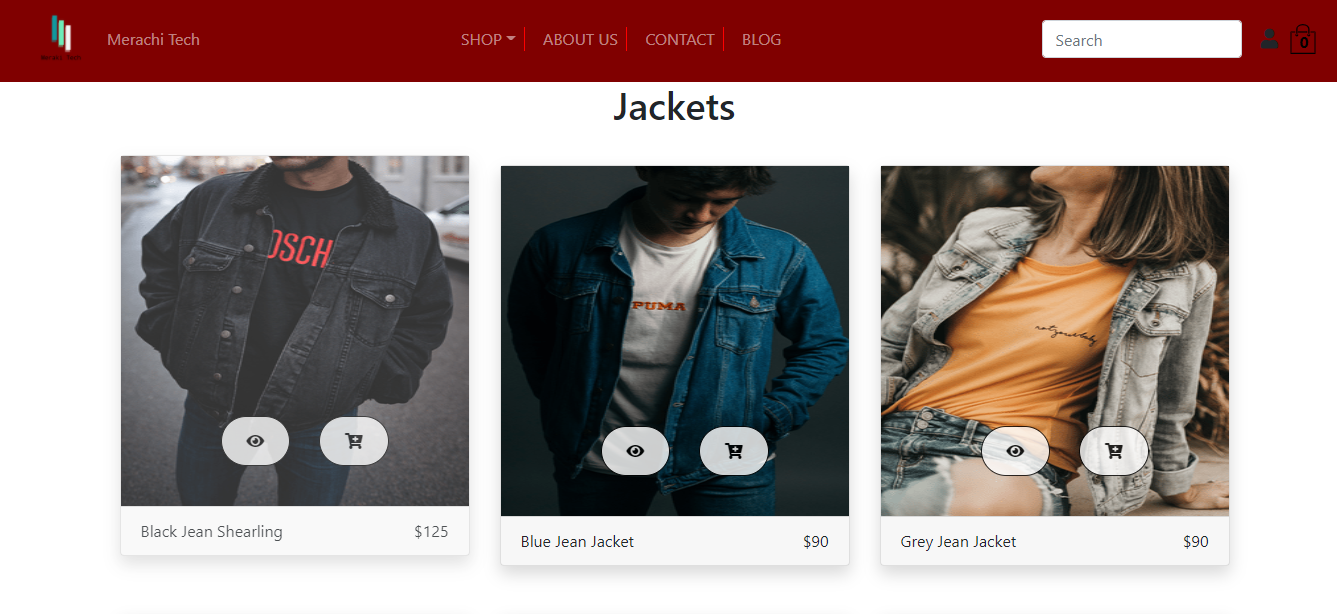 Merachi Tech
SHOP
ABOUT US
CONTACT
BLOG
Search
0
Jackets
OSCH
PUMA
notyourbaby
Black Jean Shearling
$125
Blue Jean Jacket
$90
Grey Jean Jacket
$90